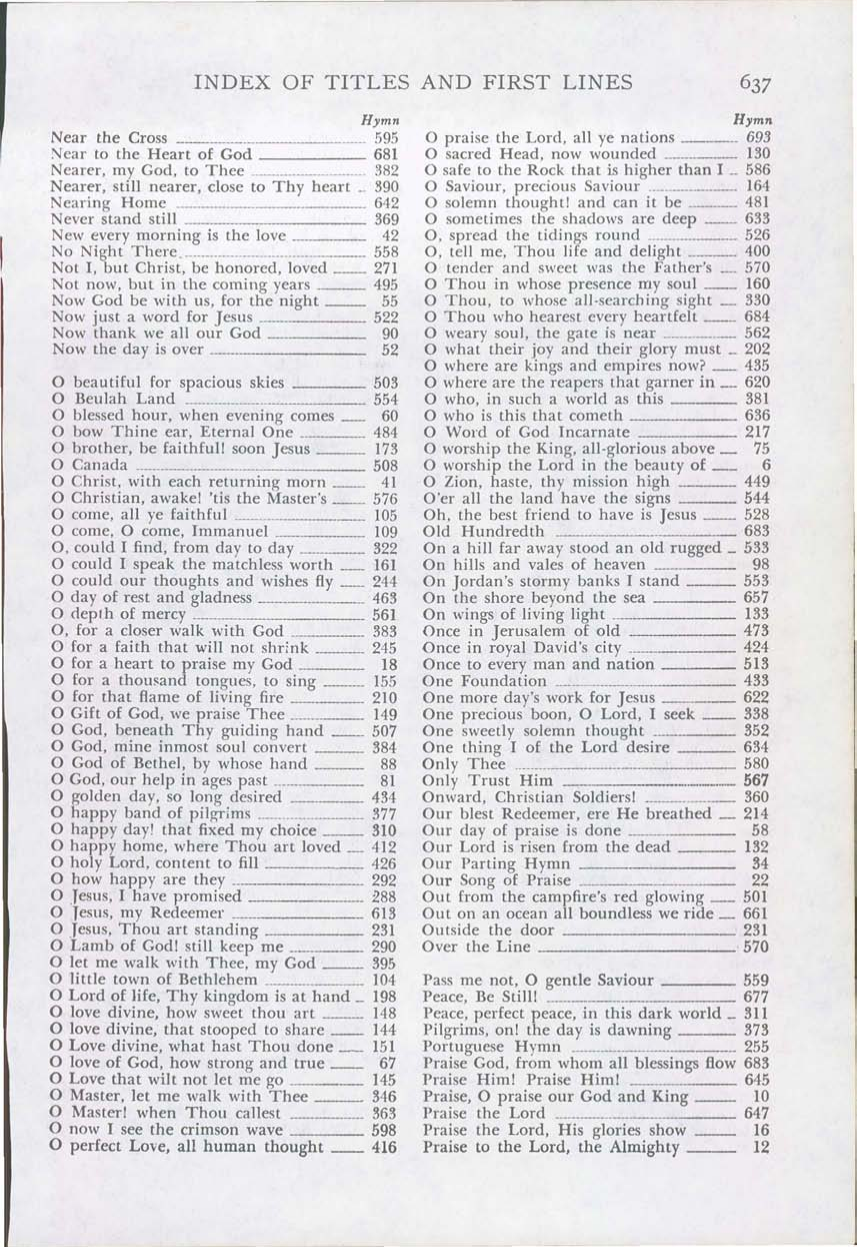 INDEX OF TITLES AND FIRST LINES 637
Hymn
Near the Cross 595
Near to the Heart of God 681
Nearer, my God, to Thee 382
Nearer, still nearer, close to Thy heart 390
Nearing Home 642
Never stand still 369
New every morning is the love 42
No Night There 558
Not I, but Christ, be honored, loved 271
Not now, but in the coming years 495
Now God be with us, for the night 55
Now just a word for Jesus 522
Now thank we all our God 90
Now the day is over 52
O beautiful for spacious skies 503
O Beulah Land 554
O blessed hour, when evening comes 60
O bow Thine ear, Eternal One 484
O brother, be faithful! soon Jesus 173
O Canada 508
O Christ, with each returning morn 41
O Christian, awake! 'tis the Master's 576
O come, all ye faithful 105
O come, O come, Immanuel 109
O, could I find, from day to day 322
O could I speak the matchless worth 161
O could our thoughts and wishes fly 244
O day of rest and gladness 463
O depth of mercy 561
O, for a closer walk with God 383
O for a faith that will not shrink 245
O for a heart to praise my God 18
O for a thousand tongues, to sing 155
O for that flame of living fire 210
O Gift of God, we praise Thee 149
O God, beneath Thy guiding hand 507
O God, mine inmost soul convert 384
O God of Bethel, by whose hand 88
O God, our help in ages past 81
O golden day, so long desired 434
O happy band of pilgrims 377
O happy day! that fixed my choice 310
O happy home, where Thou art loved 412
O holy Lord, content to fill 426
O how happy are they 292
O Jesus, I have promised 288
O Jesus, my Redeemer 613
O Jesus, Thou art standing 231
O Lamb of God! still keep me 290
O let me walk with Thee, my God 395
O little town of Bethlehem 104
O Lord of life, Thy kingdom is at hand 198
O love divine, how sweet thou art 148
O love divine, that stooped to share 144
O Love divine, what hast Thou done 151
O love of God, how strong and true 67
O Love that wilt not let me go 145
O Master, let me walk with Thee 346
O Master! when Thou callest 363
O now I see the crimson wave 598
O perfect Love, all human thought 416
Hymn
O praise the Lord, all ye nations 693
O sacred Head, now wounded 130
O safe to the Rock that is higher than I 586
O Saviour, precious Saviour 164
O solemn thought! and can it be 481
O sometimes the shadows are deep 633
O, spread the tidings round 526
O, tell me, Thou life and delight 400
O tender and sweet was the Father's 570
O Thou in whose presence my soul 160
O Thou, to whose all-searching sight 330
O Thou who hearest every heartfelt 684
O weary soul, the gate is near 562
O what their joy and their glory must 202
O where are kings and empires now? 435
O where are the reapers that garner in 620
O who, in such a world as this 381
O who is this that cometh 636
O Word of God Incarnate 217
O worship the King, all-glorious above 75
O worship the Lord in the beauty of 6
O Zion, haste, thy mission high 449
O'er all the land have the signs 544
Oh, the best friend to have is Jesus 528
Old Hundredth 683
On a hill far away stood an old rugged 533
On hills and vales of heaven 98
On Jordan's stormy banks I stand 553
On the shore beyond the sea 657
On wings of living light 133
Once in Jerusalem of old 473
Once in royal David's city 424
Once to every man and nation 513
One Foundation 433
One more day's work for Jesus 622
One precious boon, O Lord, I seek 338
One sweetly solemn thought 352
One thing I of the Lord desire 634
Only Thee 580
Only Trust Him 567
Onward, Christian Soldiers! 360
Our blest Redeemer, ere He breathed 214
Our day of praise is done 58
Our Lord is risen from the dead 132
Our Parting Hymn 34
Our Song of Praise 22
Out from the campfire's red glowing 501
Out on an ocean all boundless we ride 661
Outside the door 231
Over the Line 570
Pass me not, O gentle Saviour 559
Peace, Be Still! 677
Peace, perfect peace, in this dark world 311
Pilgrims, on! the day is dawning 373
Portuguese Hymn 255
Praise God, from whom all blessings flow 683
Praise Him! Praise Him! 645
Praise, O praise our God and King 10
Praise the Lord 647
Praise the Lord, His glories show 16
Praise to the Lord, the Almighty 12